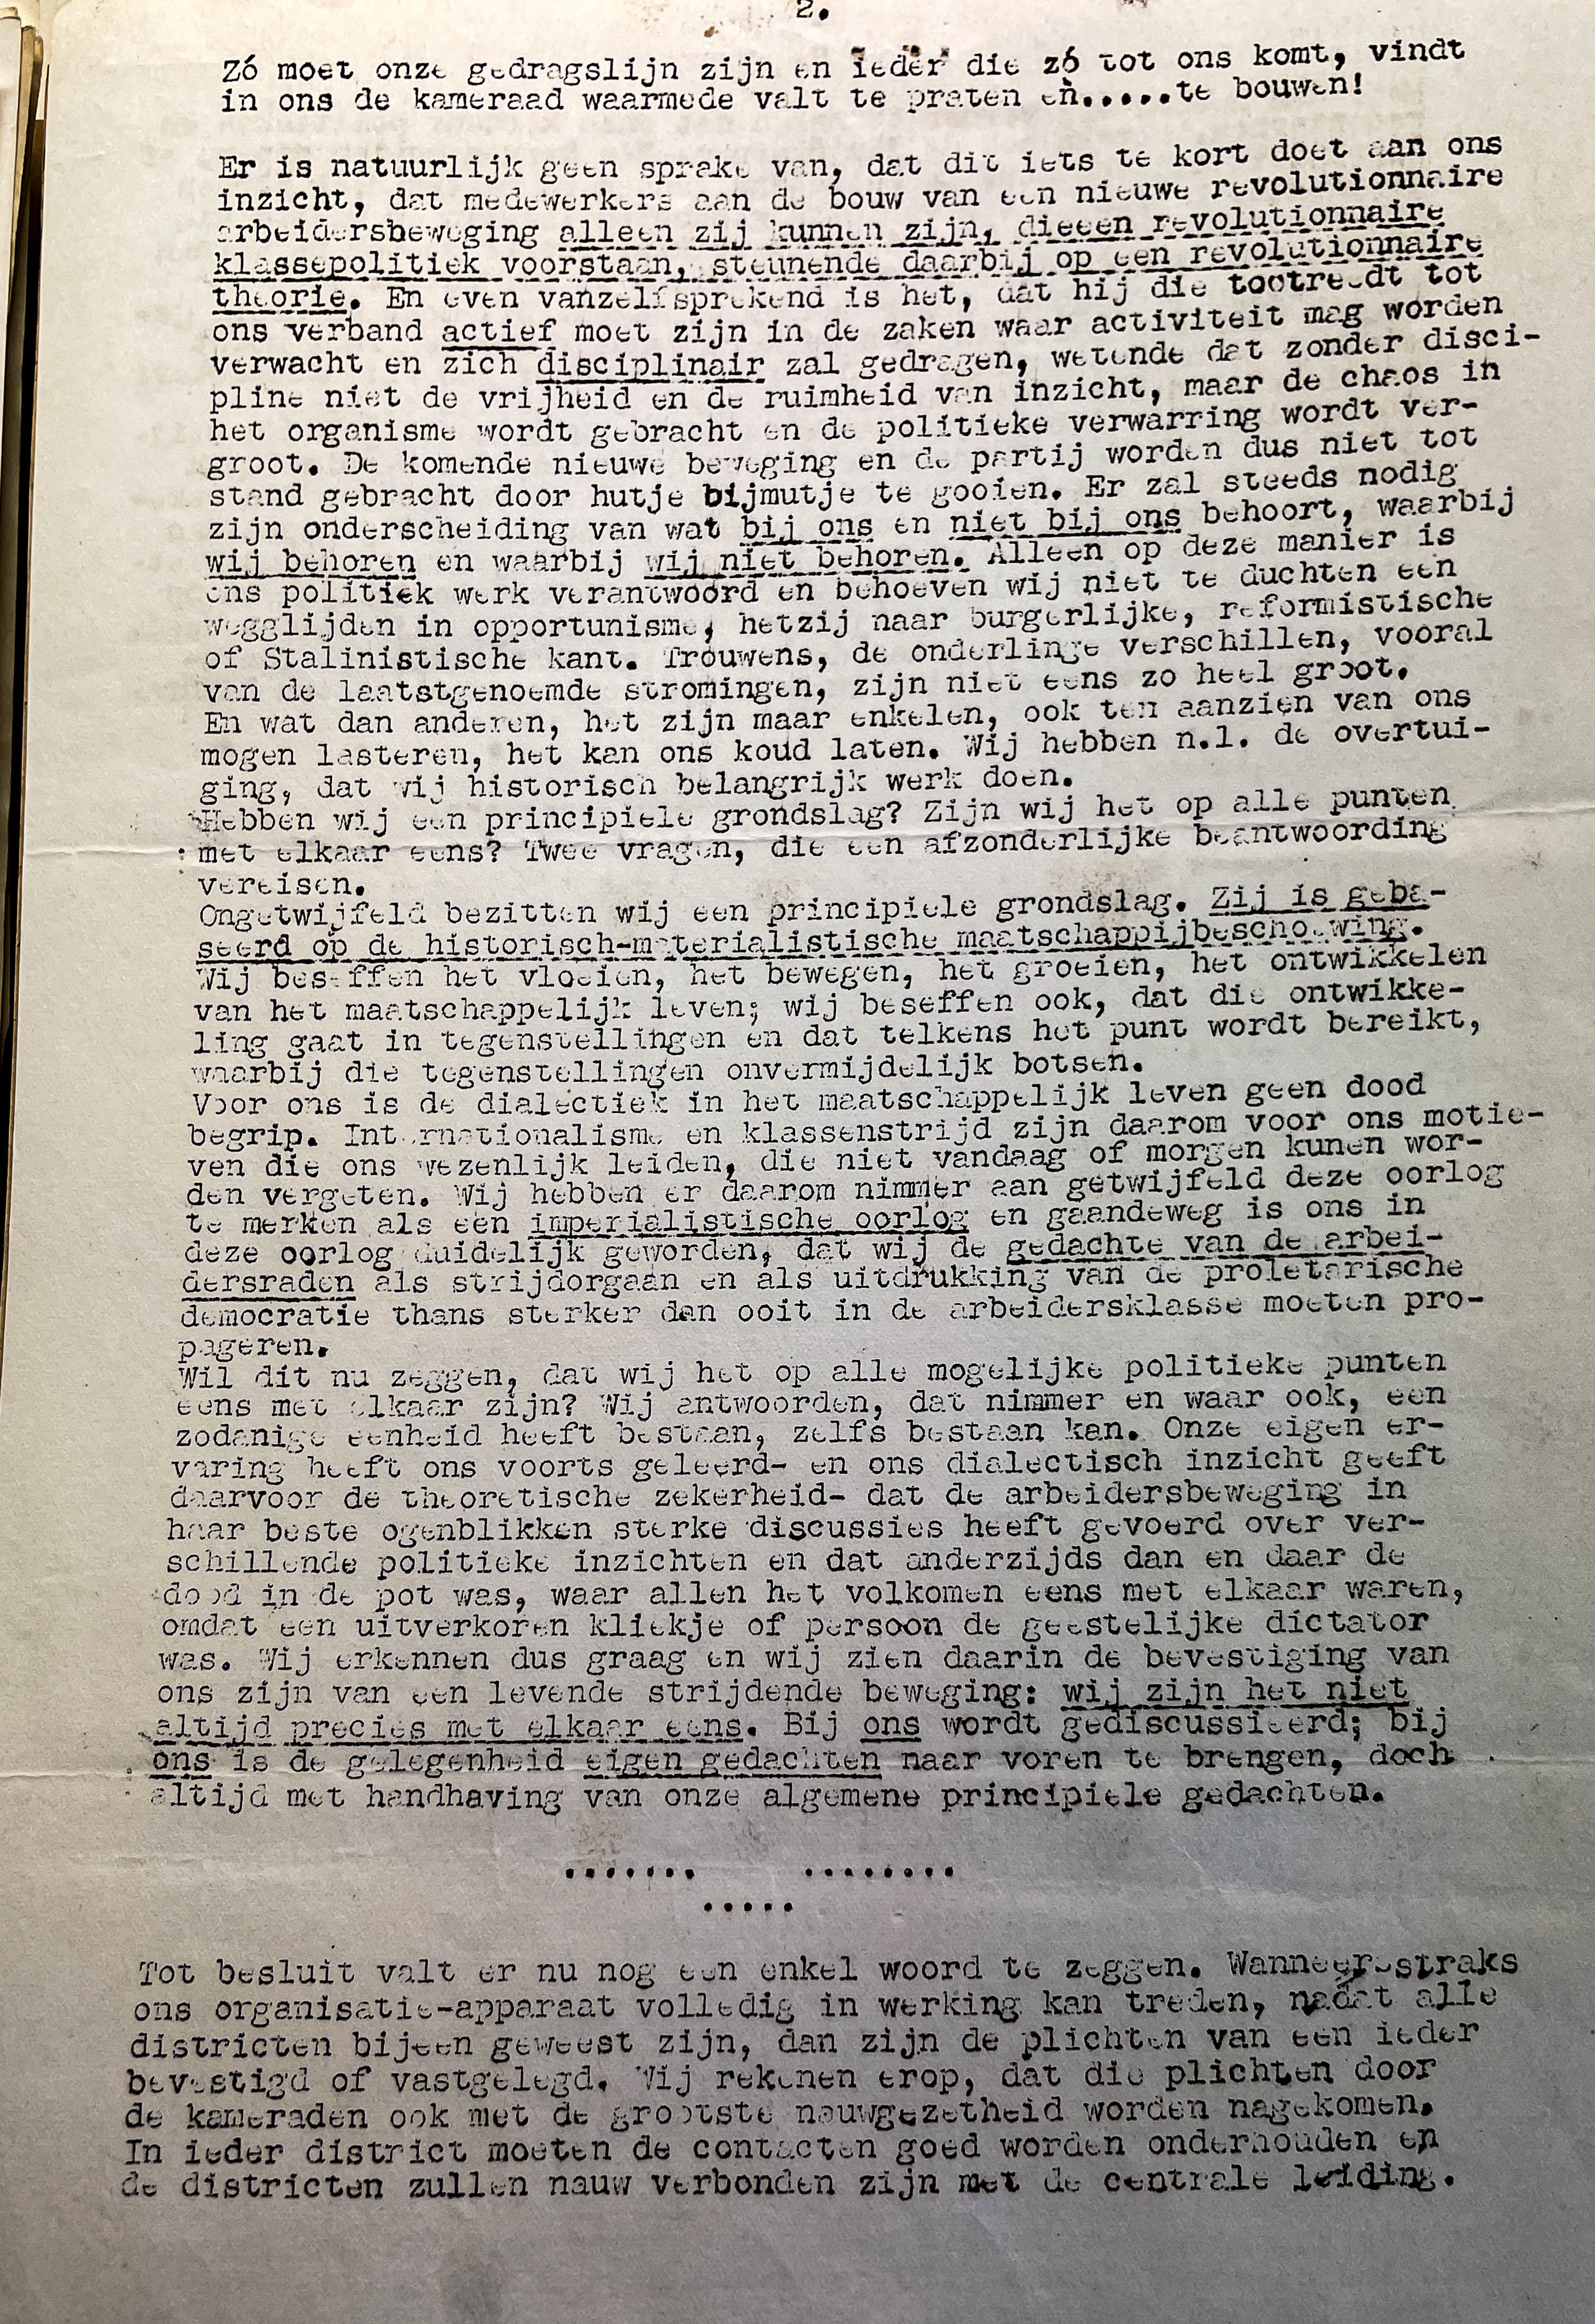 2.
Zó moet onze gedragslijn zijn en ieder die zó tot ons komt, vindt
in ons de kameraad waarmede valt te praten en.....te bouwen!
Er is natuurlijk geen sprake van, dat dit iets te kort doet aan ons
inzicht, dat medewerkers aan de bouw van een nieuwe revolutionnaire
arbeidersbeweging alleen zij kunnen zijn, dieeen revolutionnaire
klassepolitiek voorstaan, steunende daarbij op een revolutionnaire
theorie. En even vanzelfsprekend is het, dat hij die tootreedt tot
ons verband actief moet zijn in de zaken waar activiteit mag worden
verwacht en zich disciplinair zal gedragen, wetende dat zonder disci-
pline niet de vrijheid en de ruimheid van inzicht, maar de chaos in
het organisme wordt gebracht en de politieke verwarring wordt ver-
groot. De komende nieuwe beweging en de partij worden dus niet tot
stand gebracht door hutje bijmutje te gooien. Er zal steeds nodig
zijn onderscheiding van wat bij ons en niet bij ons behoort, waarbij
wij behoren en waarbij wij niet behoren. Alleen op deze manier is
ons politiek werk verantwoord en behoeven wij niet te duchten een
wegglijden in opportunisme, hetzij naar burgerlijke, reformistische
of Stalinistische kant. Trouwens, de onderlinge verschillen, vooral
van de laatstgenoemde stromingen, zijn niet eens zo heel groot.
En wat dan anderen, het zijn maar enkelen, ook ten aanzien van ons
mogen lasteren, het kan ons koud laten. Wij hebben n.l. de overtui-
ging, dat wij historisch belangrijk werk doen.
Hebben wij een principiele grondslag? Zijn wij het op alle punten
met elkaar eens? Twee vragen, die een afzonderlijke beantwoording
vereisen.
Ongetwijfeld bezitten wij een principiele grondslag. Zij is geba-
seerd op de historisch-materialistische maatschappijbeschouwing.
Wij beseffen het vloeien, het bewegen, het groeien, het ontwikkelen
van het maatschappelijk leven; wij beseffen ook, dat die ontwikke-
ling gaat in tegenstellingen en dat telkens het punt wordt bereikt,
waarbij die tegenstellingen onvermijdelijk botsen.
Voor ons is de dialectiek in het maatschappelijk leven geen dood
begrip. Internationalisme en klassenstrijd zijn daarom voor ons motie-
ven die ons wezenlijk leiden, die niet vandaag of morgen kunen wor-
den vergeten. Wij hebben er daarom nimmer aan getwijfeld deze oorlog
te merken als een imperialistische oorlog en gaandeweg is ons in
deze oorlog duidelijk geworden, dat wij de gedachte van de arbei-
dersraden als strijdorgaan en als uitdrukking van de proletarische
democratie thans sterker dan ooit in de arbeidersklasse moeten pro-
pageren.
Wil dit nu zeggen, dat wij het op alle mogelijke politieke punten
eens met elkaar zijn? Wij antwoorden, dat nimmer en waar ook, een
zodanige eenheid heeft bestaan, zelfs bestaan kan. Onze eigen er-
varing heeft ons voorts geleerd- en ons dialectisch inzicht geeft
daarvoor de theoretische zekerheid- dat de arbeidersbeweging in
haar beste ogenblikken sterke discussies heeft gevoerd over ver-
schillende politieke inzichten en dat anderzijds dan en daar de
dood in de pot was, waar allen het volkomen eens met elkaar waren,
omdat een uitverkoren kliekje of persoon de geestelijke dictator
was. Wij erkennen dus graag en wij zien daarin de bevestiging van
ons zijn van een levende strijdende beweging: wij zijn het niet
altijd precies met elkaar eens. Bij ons wordt gediscussieerd; bij
ons is de gelegenheid eigen gedachten naar voren te brengen, doch
altijd met handhaving van onze algemene principiele gedachten.
....... ........
.....
Tot besluit valt er nu nog een enkel woord te zeggen. Wanneer straks
ons organisatie-apparaat volledig in werking kan treden, nadat alle
districten bijeen geweest zijn, dan zijn de plichten van een ieder
bevestigd of vastgelegd. Wij rekenen erop, dat die plichten door
de kameraden ook met de grootste nauwgezetheid worden nagekomen.
In ieder district moeten de contacten goed worden onderhouden en
de districten zullen nauw verbonden zijn met de centrale leiding.